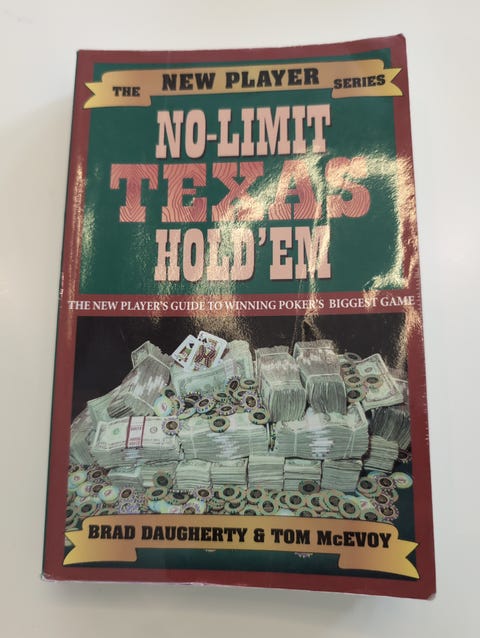 THE NEW PLAYER SERIES
NO-LIMIT
TEXAS
HOLD'EM
THE NEW PLAYER'S GUIDE TO WINNING POKER'S BIGGEST GAME
BRAD DAUGHERTY & TOM McEVOY